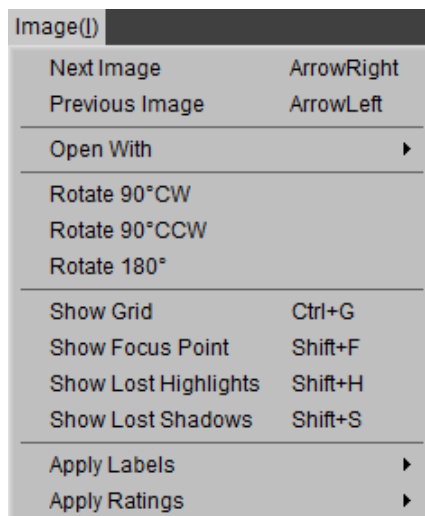 Image(I)
Next Image ArrowRight
Previous Image ArrowLeft
Open With
Rotate 90°CW
Rotate 90°CCW
Rotate 180°
Show Grid Ctrl+G
Show Focus Point Shift+F
Show Lost Highlights Shift+H
Show Lost Shadows Shift+S
Apply Labels
Apply Ratings